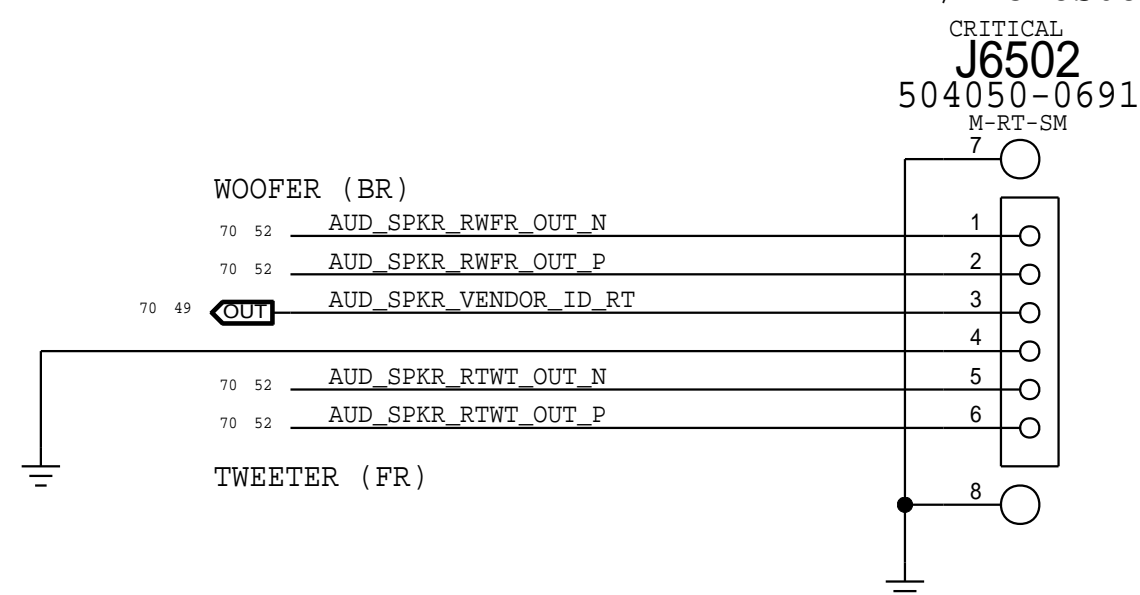 CRITICAL
J6502
504050-0691
M-RT-SM
7
WOOFER (BR)
70 52 AUD_SPKR_RWFR_OUT_N 1
70 52 AUD_SPKR_RWFR_OUT_P 2
70 49 OUT AUD_SPKR_VENDOR_ID_RT 3
4
70 52 AUD_SPKR_RTWT_OUT_N 5
70 52 AUD_SPKR_RTWT_OUT_P 6
TWEETER (FR)
8